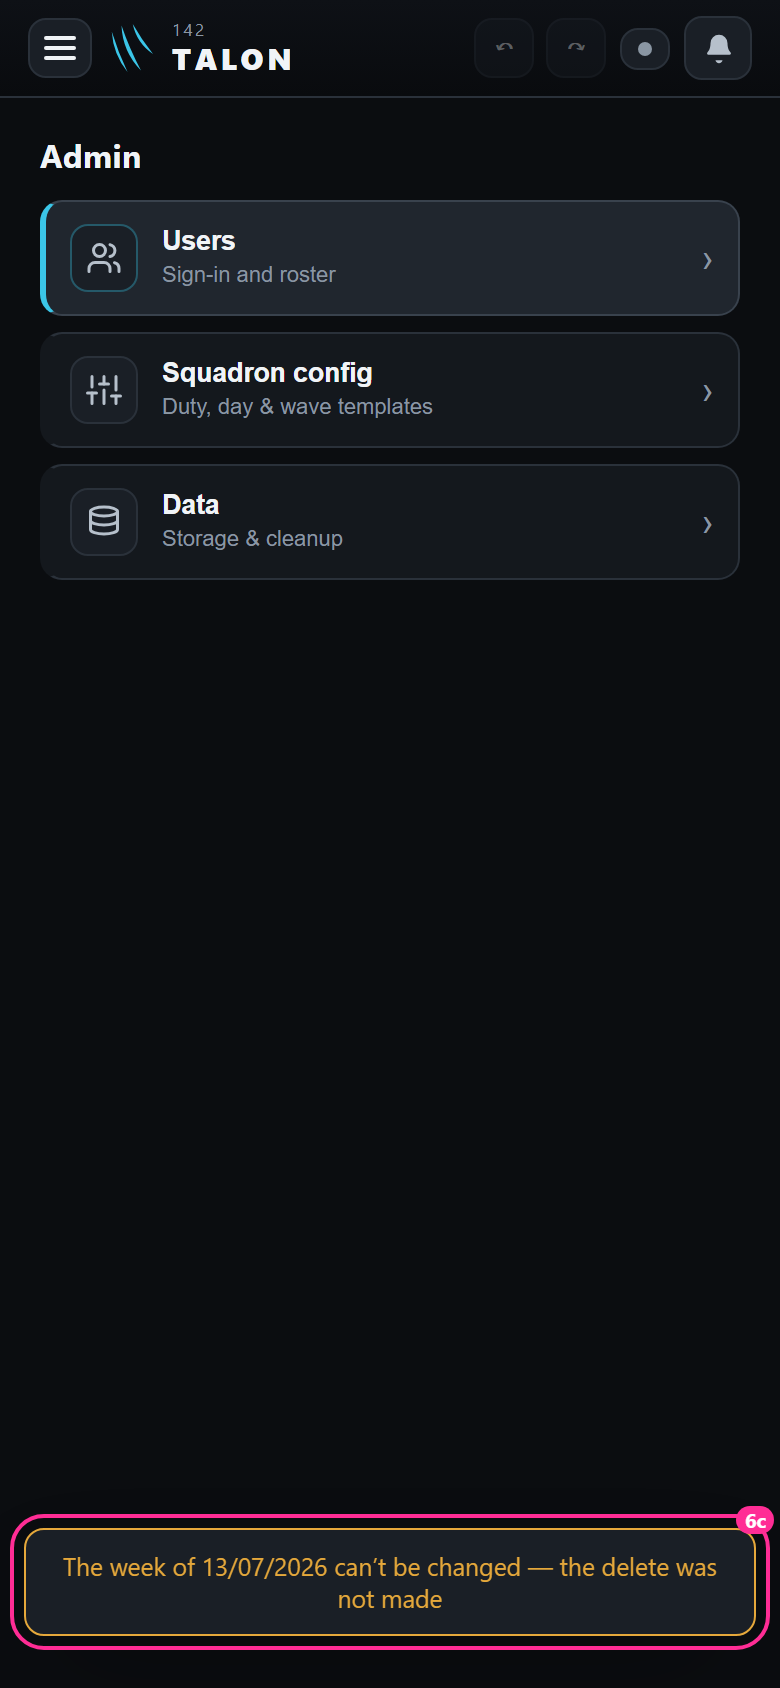 142
TALON
Admin
Users
Sign-in and roster
Squadron config
Duty, day & wave templates
Data
Storage & cleanup
6c
The week of 13/07/2026 can’t be changed — the delete was
not made